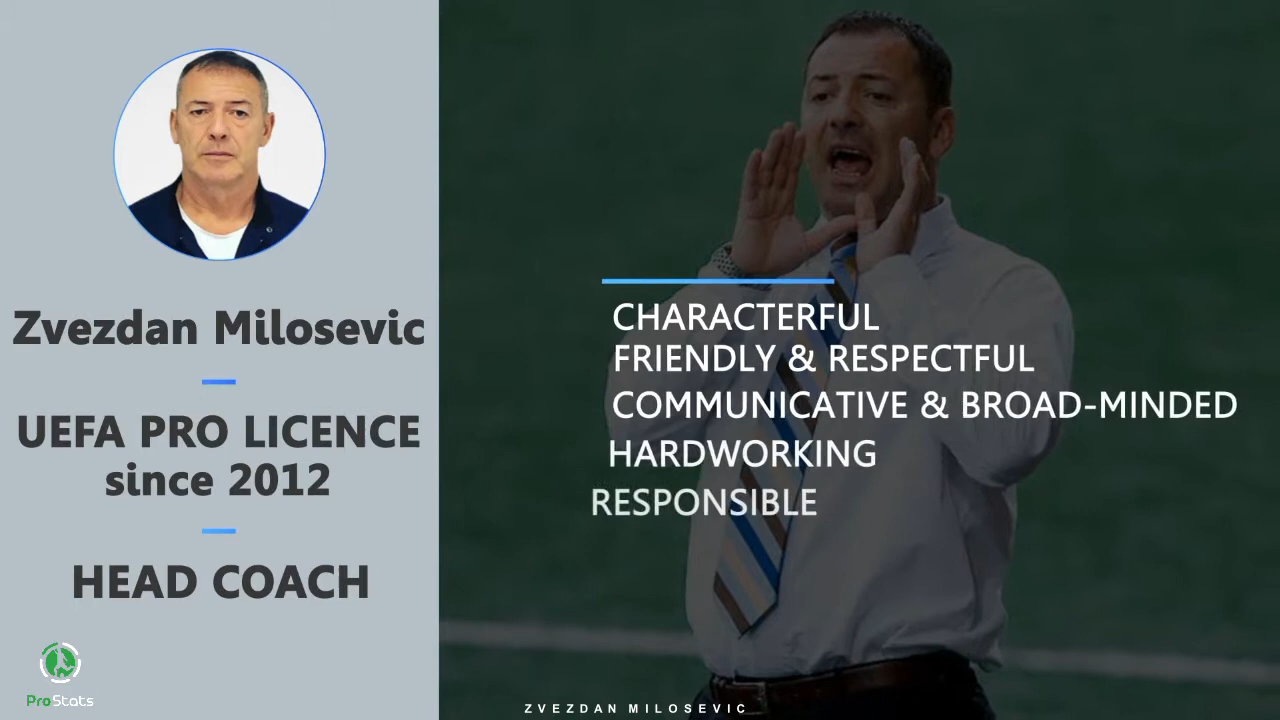 Zvezdan Milosevic
UEFA PRO LICENCE
since 2012
HEAD COACH
ProStats
CHARACTERFUL
FRIENDLY & RESPECTFUL
COMMUNICATIVE & BROAD-MINDED
HARDWORKING
RESPONSIBLE
ZVEZDAN MILOSEVIC